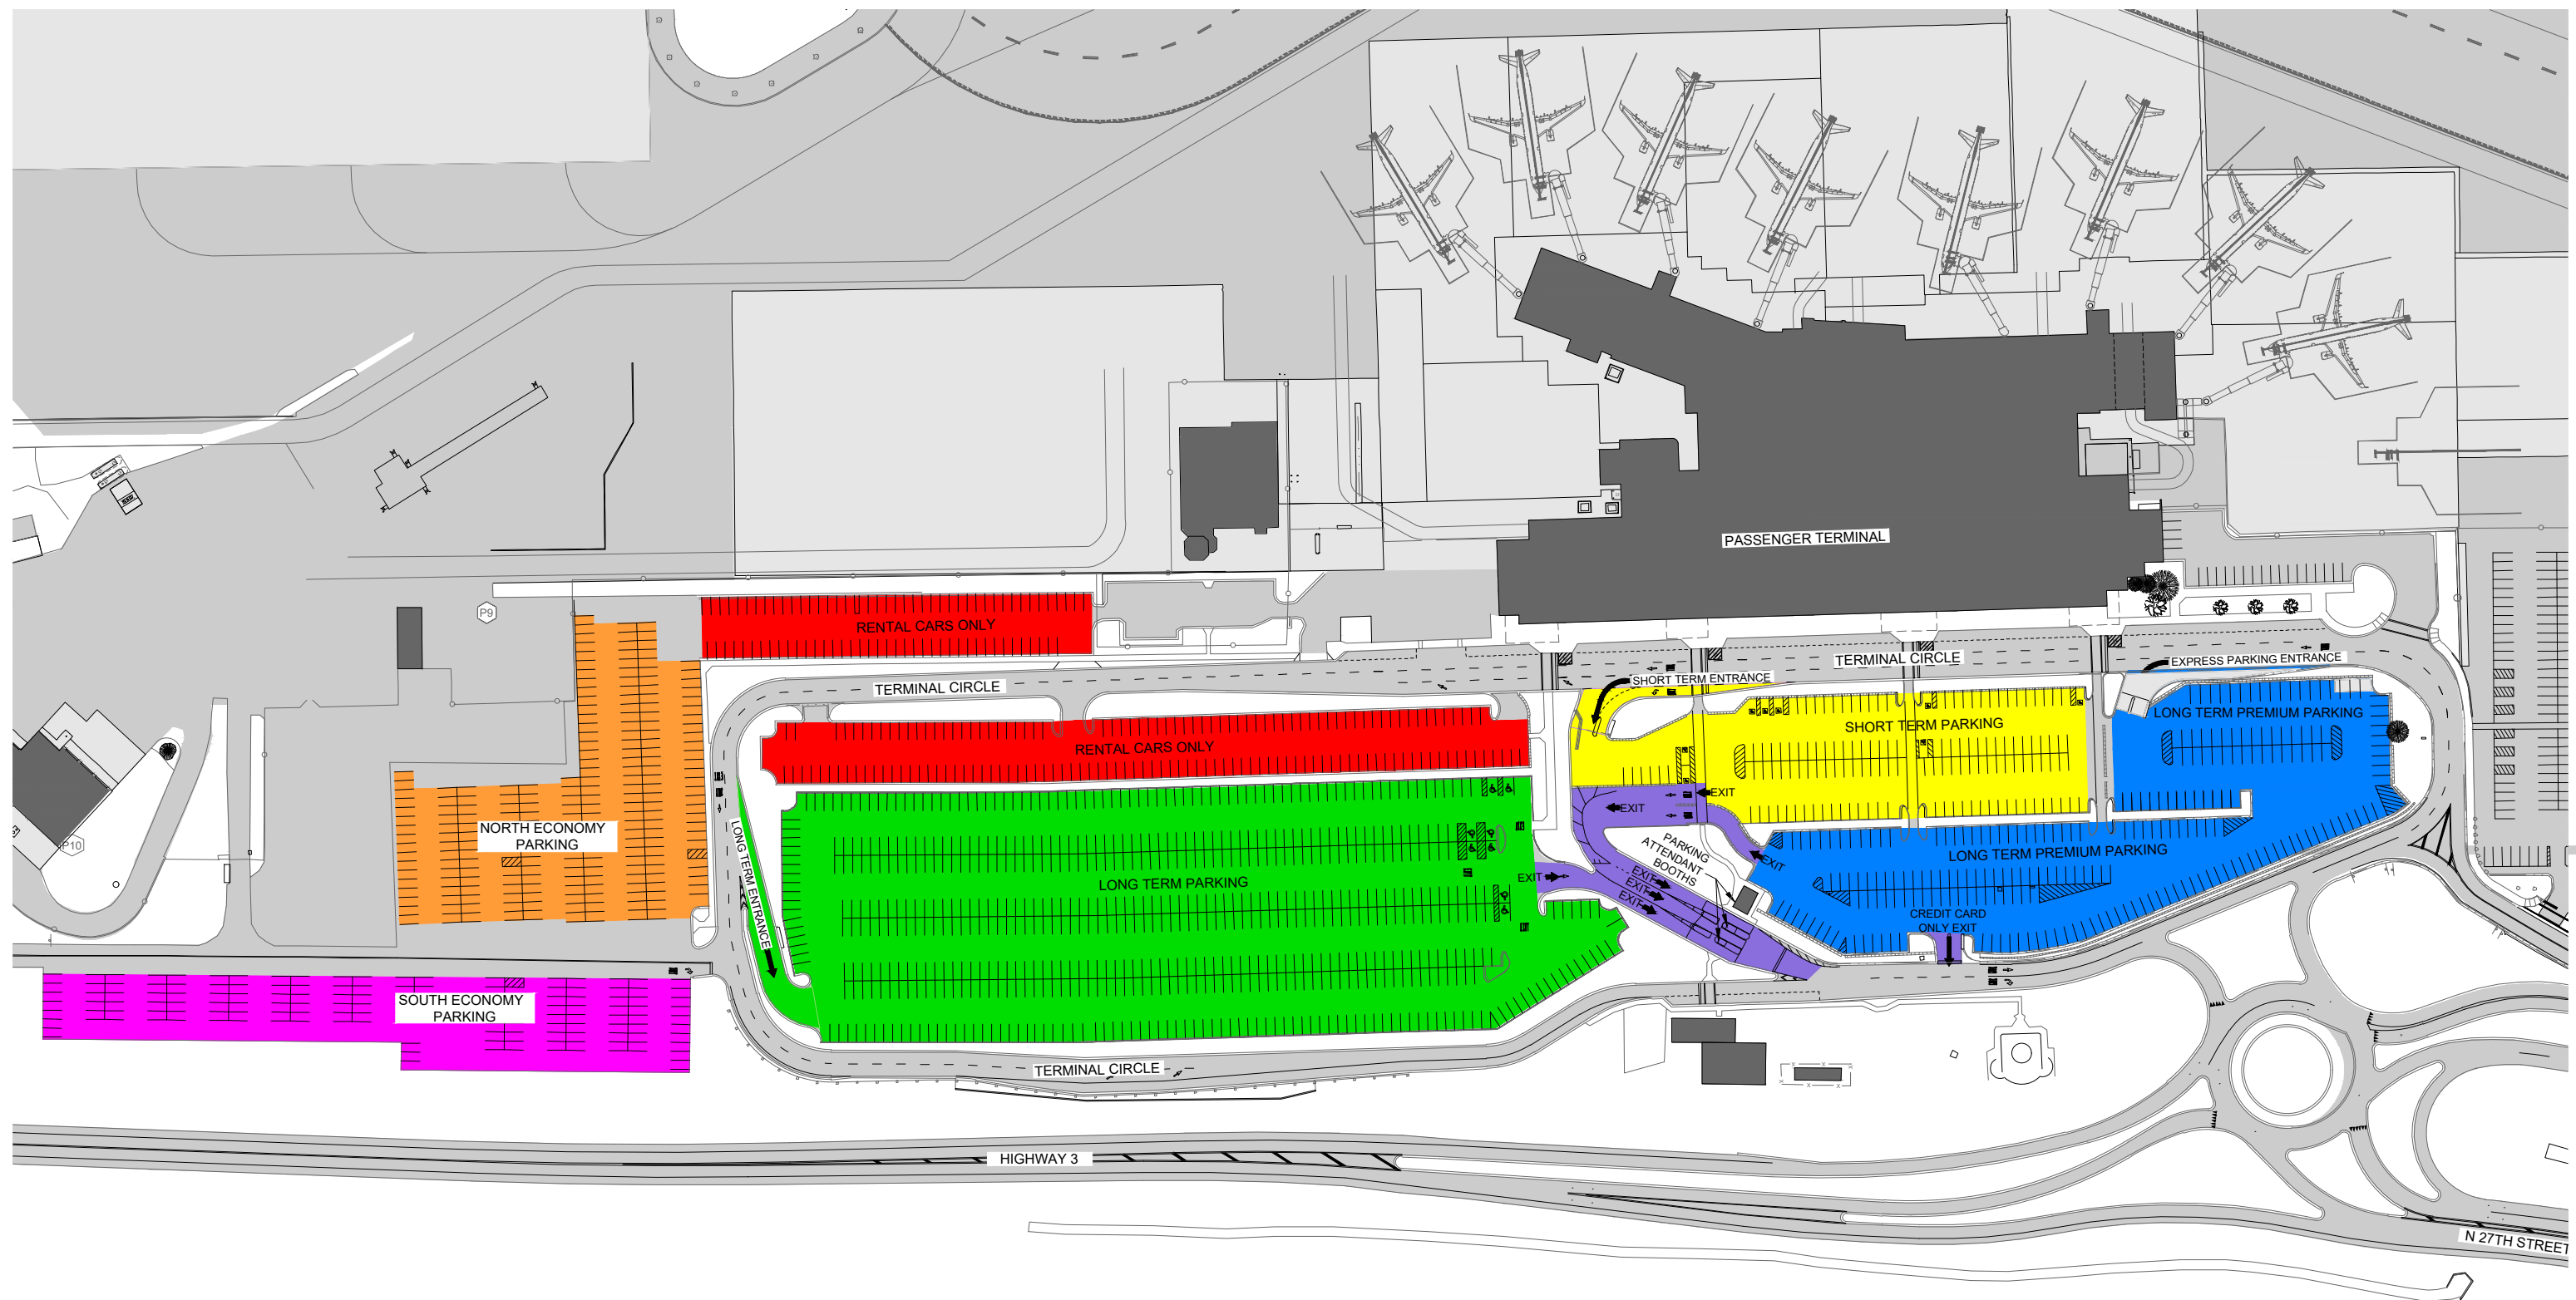 PASSENGER TERMINAL
P9
RENTAL CARS ONLY
TERMINAL CIRCLE
EXPRESS PARKING ENTRANCE
SHORT TERM ENTRANCE
TERMINAL CIRCLE
LONG TERM PREMIUM PARKING
SHORT TERM PARKING
RENTAL CARS ONLY
EXIT
EXIT
NORTH ECONOMY
PARKING
P10
LONG TERM ENTRANCE
PARKING
ATTENDANT
BOOTHS
LONG TERM PREMIUM PARKING
EXIT
LONG TERM PARKING
EXIT
EXIT
EXIT
EXIT
CREDIT CARD
ONLY EXIT
SOUTH ECONOMY
PARKING
TERMINAL CIRCLE
HIGHWAY 3
N 27TH STREET